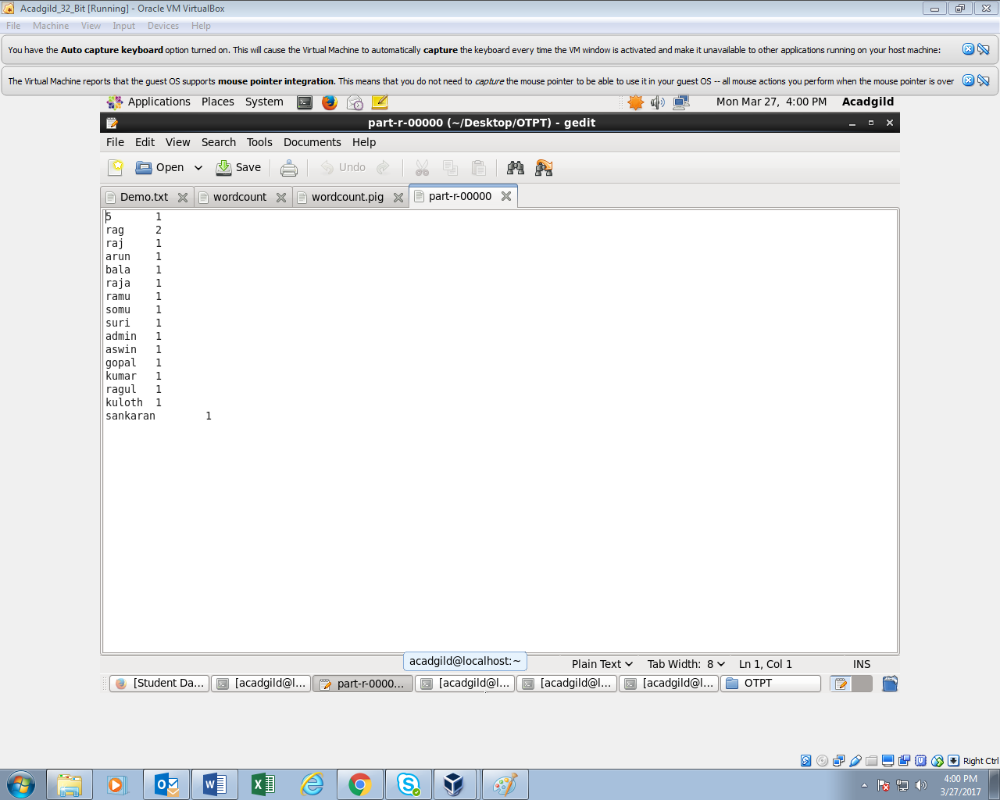 Acadgild_32_Bit [Running] - Oracle VM VirtualBox
File Machine View Input Devices Help
You have the Auto capture keyboard option turned on. This will cause the Virtual Machine to automatically capture the keyboard every time the VM window is activated and make it unavailable to other applications running on your host machine:
The Virtual Machine reports that the guest OS supports mouse pointer integration. This means that you do not need to capture the mouse pointer to be able to use it in your guest OS -- all mouse actions you perform when the mouse pointer is over
Applications Places System Mon Mar 27, 4:00 PM Acadgild
part-r-00000 (~/Desktop/OTPT) - gedit
File Edit View Search Tools Documents Help
Open Save Undo
Demo.txt wordcount wordcount.pig part-r-00000
5 1
rag 2
raj 1
arun 1
bala 1
raja 1
ramu 1
somu 1
suri 1
admin 1
aswin 1
gopal 1
kumar 1
ragul 1
kuloth 1
sankaran 1
acadgild@localhost:~
Plain Text Tab Width: 8 Ln 1, Col 1 INS
[Student Da... [acadgild@l... part-r-0000... [acadgild@l... [acadgild@l... [acadgild@l... OTPT
Right Ctrl
4:00 PM
3/27/2017